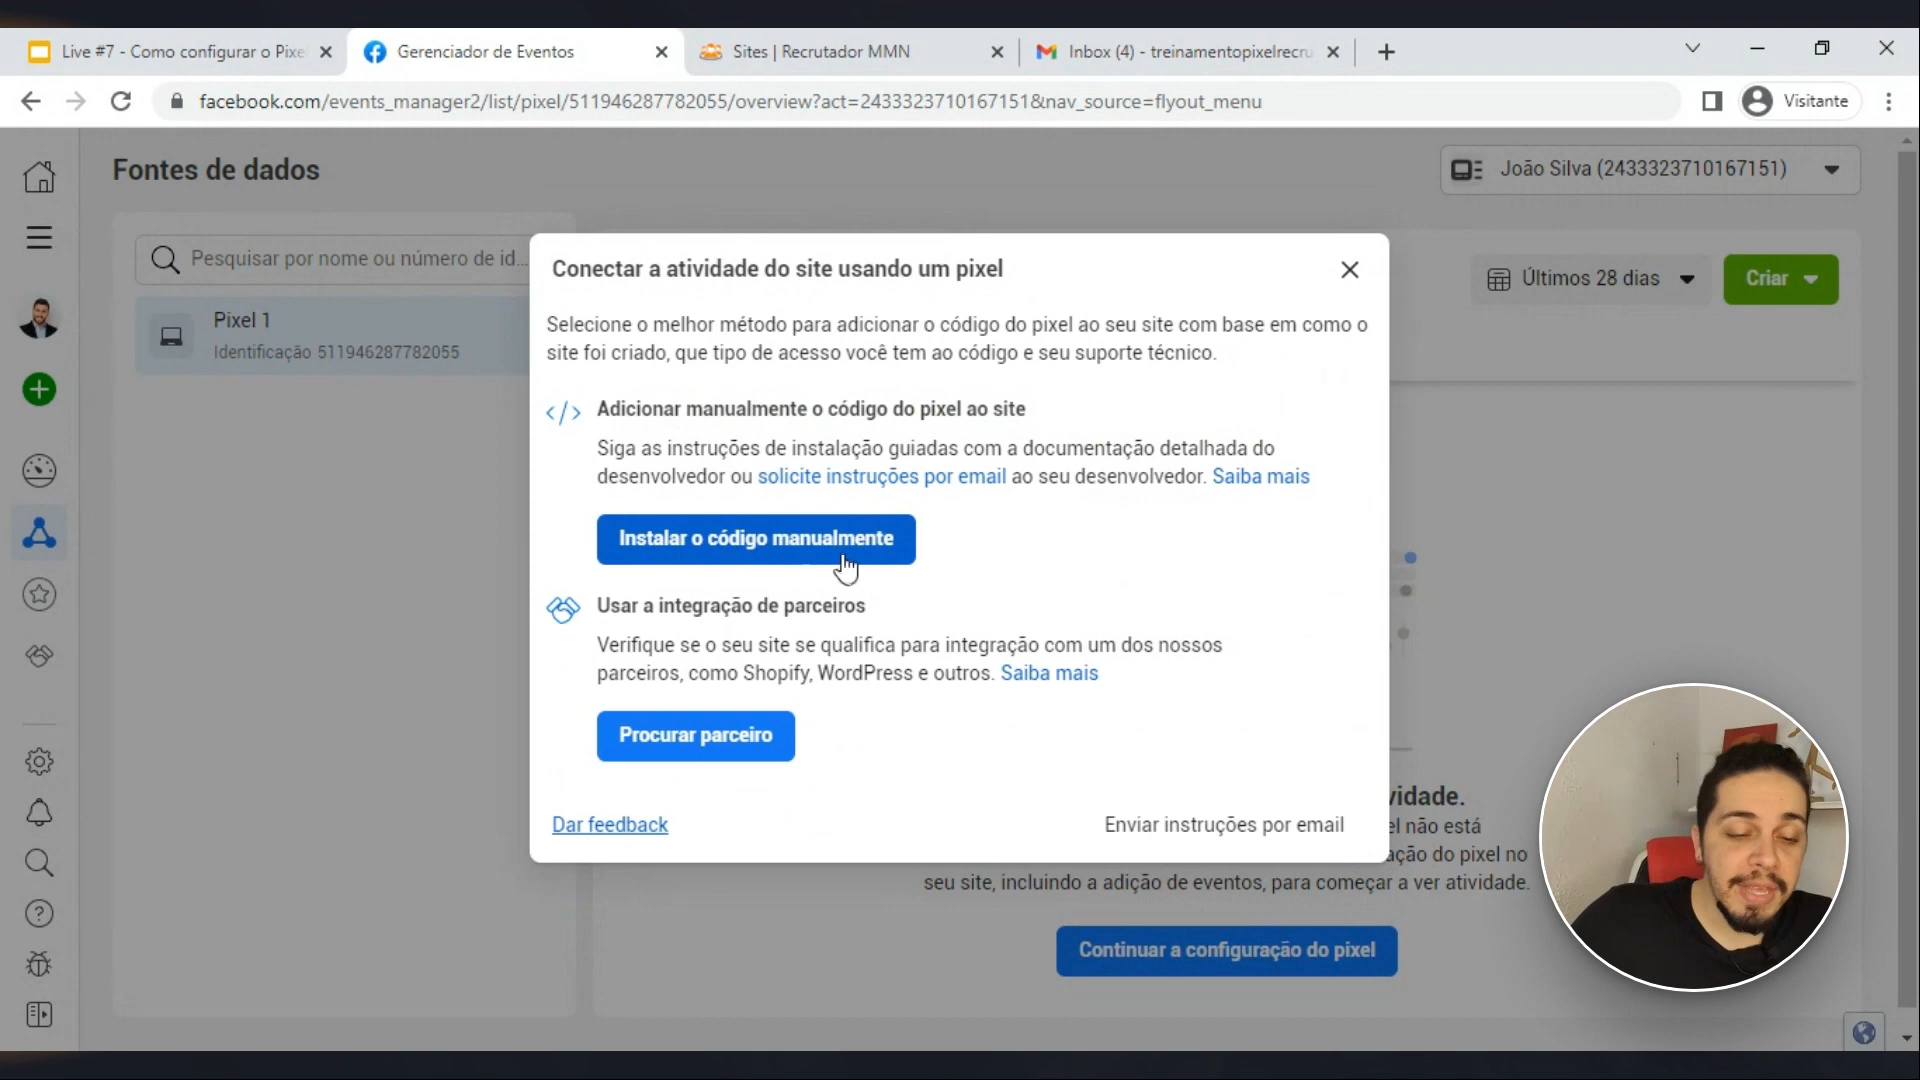 Live #7 - Como configurar o Pixe
Gerenciador de Eventos
Sites | Recrutador MMN
Inbox (4) - treinamentopixelrecru
facebook.com/events_manager2/list/pixel/511946287782055/overview?act=2433323710167151&nav_source=flyout_menu
Visitante
Fontes de dados
João Silva (2433323710167151)
Pesquisar por nome ou número de id...
Últimos 28 dias
Criar
Pixel 1
Identificação 511946287782055
Conectar a atividade do site usando um pixel
Selecione o melhor método para adicionar o código do pixel ao seu site com base em como o
site foi criado, que tipo de acesso você tem ao código e seu suporte técnico.
Adicionar manualmente o código do pixel ao site
Siga as instruções de instalação guiadas com a documentação detalhada do
desenvolvedor ou solicite instruções por email ao seu desenvolvedor. Saiba mais
Instalar o código manualmente
Usar a integração de parceiros
Verifique se o seu site se qualifica para integração com um dos nossos
parceiros, como Shopify, WordPress e outros. Saiba mais
Procurar parceiro
Dar feedback
Enviar instruções por email
vidade.
el não está
ação do pixel no
seu site, incluindo a adição de eventos, para começar a ver atividade.
Continuar a configuração do pixel